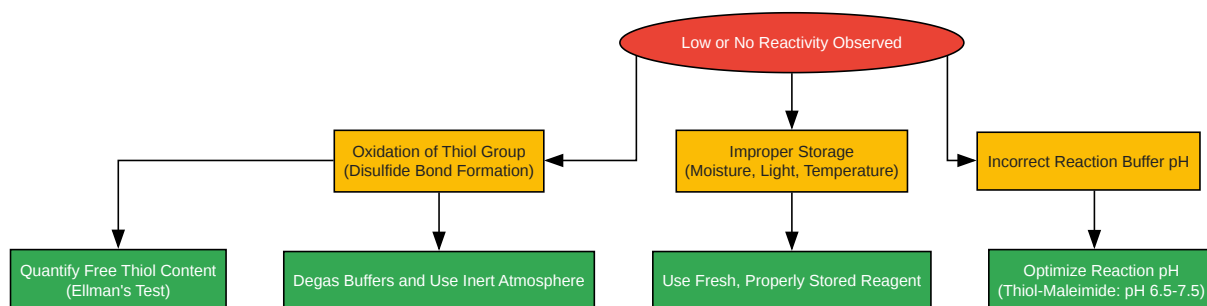 Low or No Reactivity Observed
Oxidation of Thiol Group
(Disulfide Bond Formation)
Improper Storage
(Moisture, Light, Temperature)
Incorrect Reaction Buffer pH
Quantify Free Thiol Content
(Ellman's Test)
Degas Buffers and Use Inert Atmosphere
Use Fresh, Properly Stored Reagent
Optimize Reaction pH
(Thiol-Maleimide: pH 6.5-7.5)